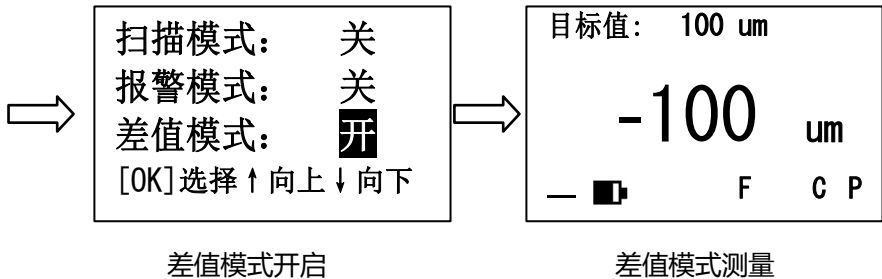 扫描模式： 关
报警模式： 关
差值模式： 开
[OK]选择↑向上↓向下
差值模式开启
目标值: 100 um
-100 um
F C P
差值模式测量